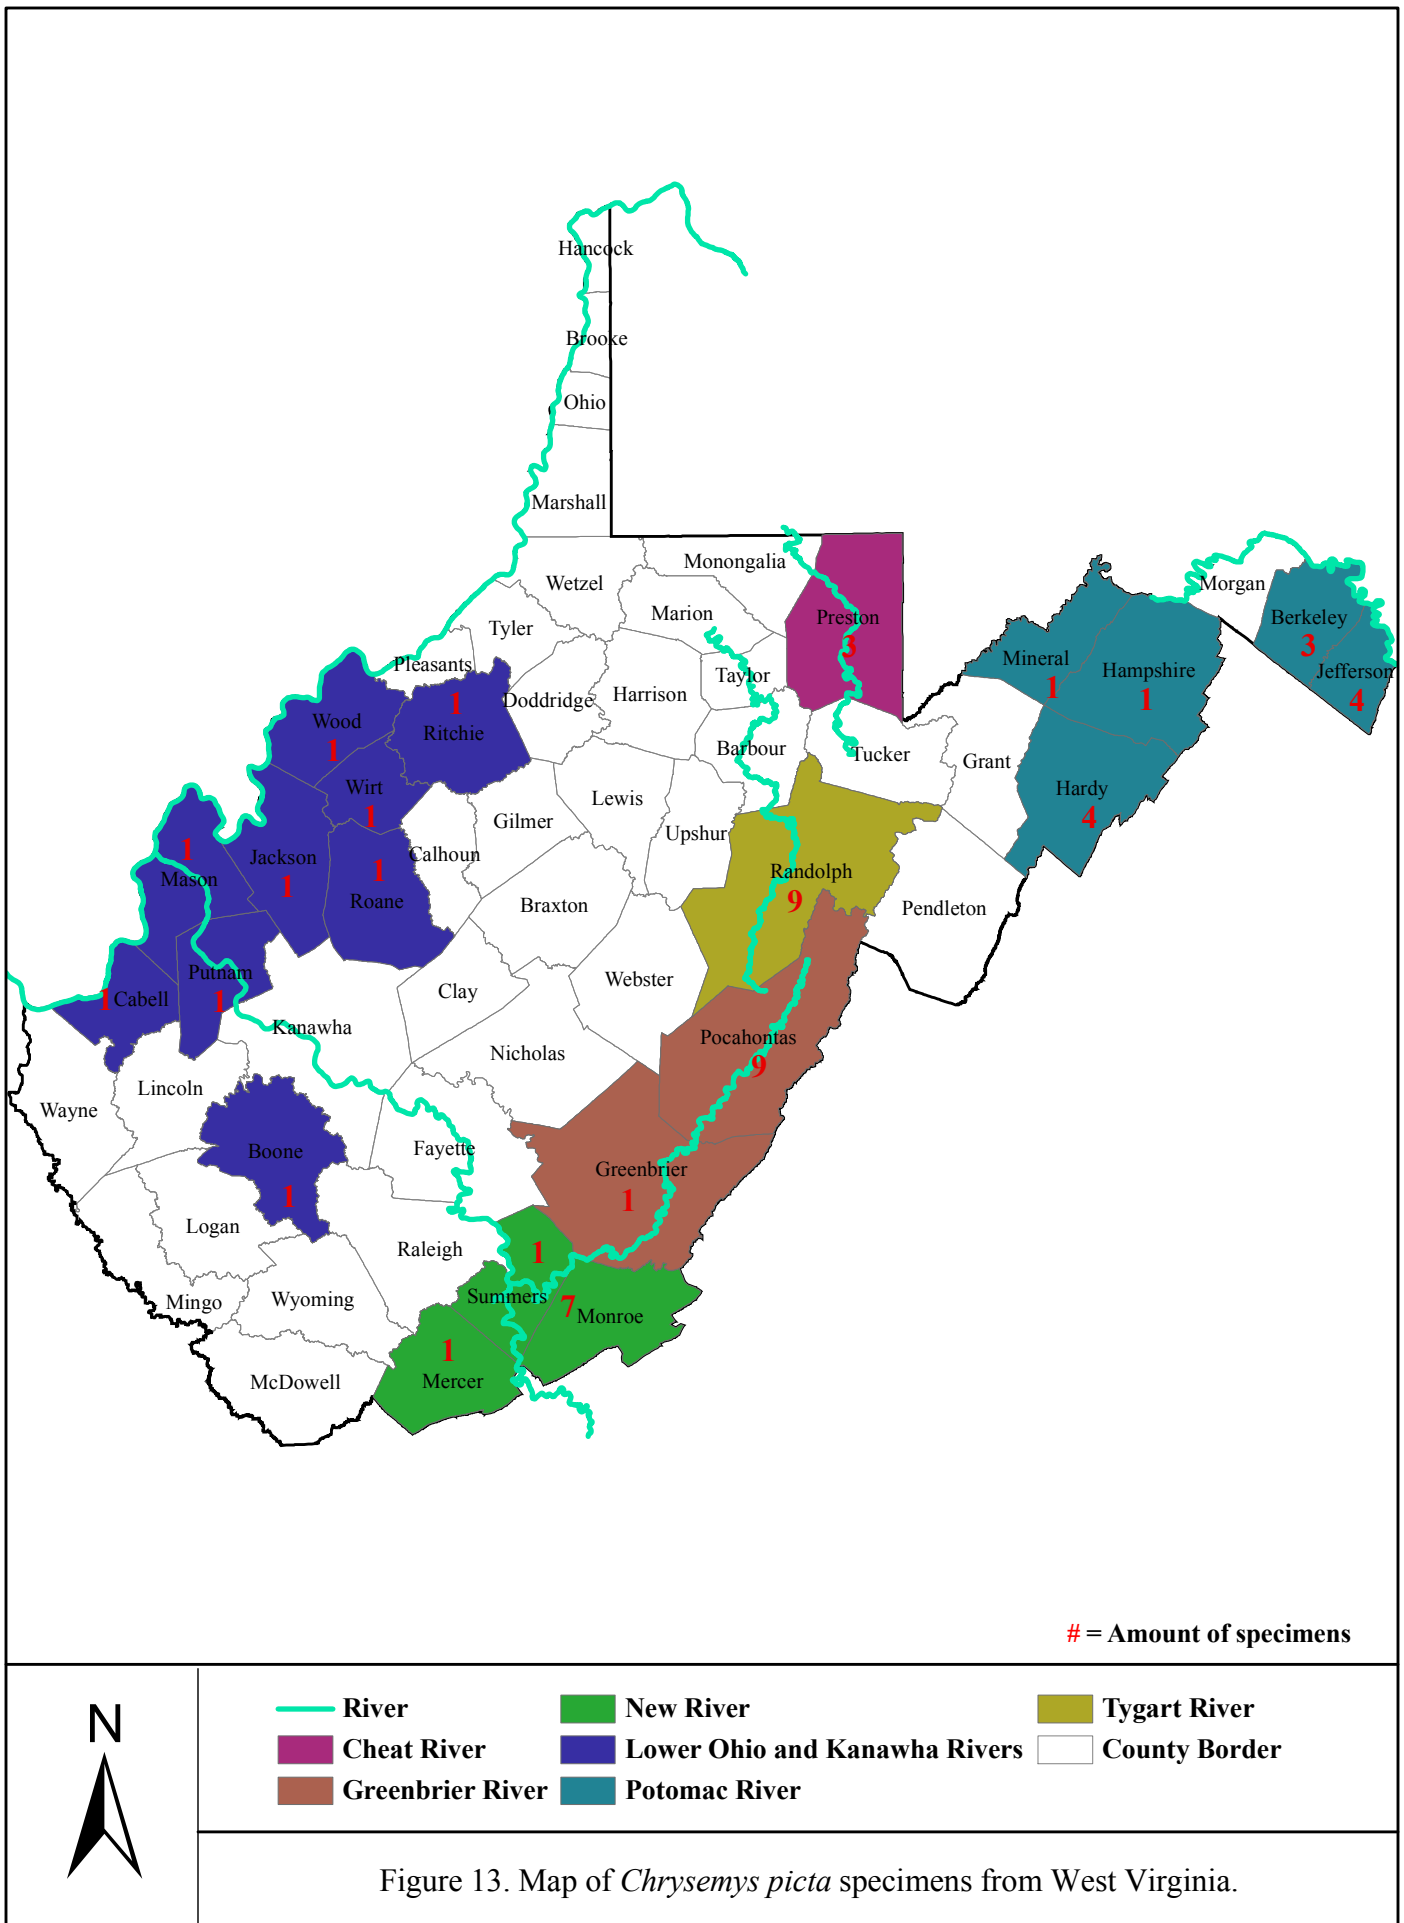 Hancock
Brooke
Ohio
Marshall
Monongalia
Wetzel
Marion
Preston
3
Morgan
Berkeley
3
Jefferson
4
Tyler
Pleasants
Taylor
Mineral
1
Hampshire
1
Doddridge
Harrison
Wood
1
1
Ritchie
Barbour
Tucker
Grant
Hardy
4
Wirt
1
Lewis
Gilmer
Upshur
1
Mason
Jackson
1
Calhoun
1
Roane
Randolph
9
Braxton
Pendleton
Putnam
1
1
Cabell
Clay
Webster
Kanawha
Nicholas
Pocahontas
9
Lincoln
Wayne
Boone
1
Fayette
Greenbrier
1
Logan
Raleigh
1
Summers
7
Monroe
Mingo
Wyoming
1
Mercer
McDowell
# = Amount of specimens
N
River
New River
Tygart River
Cheat River
Lower Ohio and Kanawha Rivers
County Border
Greenbrier River
Potomac River
Figure 13. Map of Chrysemys picta specimens from West Virginia.